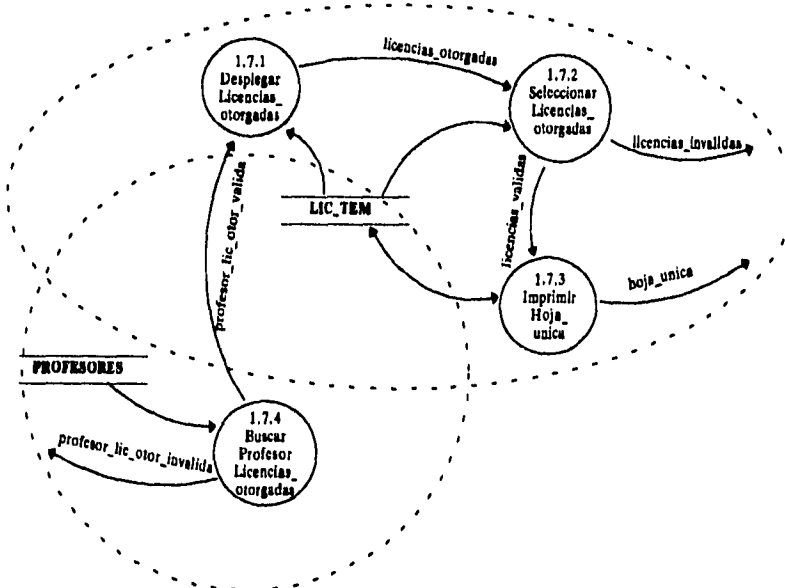 1.7.1
Desplegar
Licencias_
otorgadas
licencias_otorgadas
1.7.2
Seleccionar
Licencias_
otorgadas
licencias_invalidas
profesor_lic_otor_valida
LIC_TEM
licencias_validas
1.7.3
Imprimir
Hoja_
unica
hoja_unica
PROFESORES
1.7.4
Buscar
Profesor
Licencias_
otorgadas
profesor_lic_otor_invalida